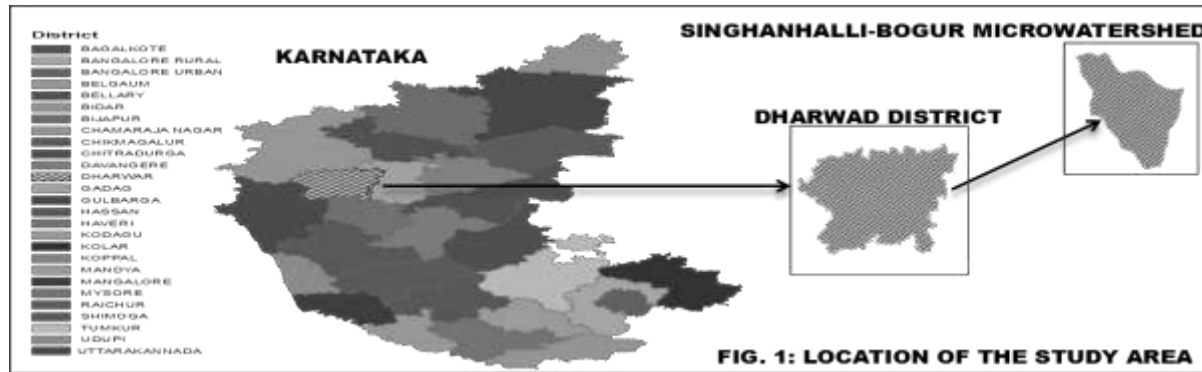 District
BAGALKOTE
BANGALORE RURAL
BANGALORE URBAN
BELGAUM
BELLARY
BIDAR
BIJAPUR
CHAMARAJA NAGAR
CHIKMAGALUR
CHITRADURGA
DAVANGERE
DHARWAR
GADAG
GULBARGA
HASSAN
HAVERI
KODAGU
KOLAR
KOPPAL
MANDYA
MANGALORE
MYSORE
RAICHUR
SHIMOGA
TUMKUR
UDUPI
UTTARAKANNADA
KARNATAKA
SINGHANHALLI-BOGUR MICROWATERSHED
DHARWAD DISTRICT
FIG. 1: LOCATION OF THE STUDY AREA